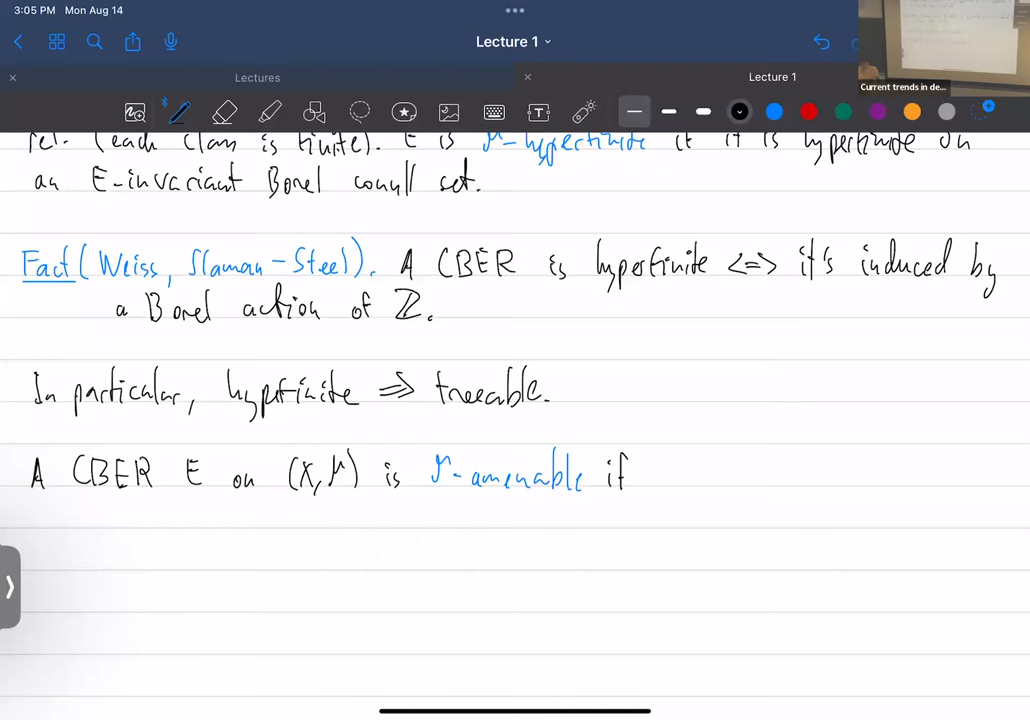 3:05 PM Mon Aug 14
Lecture 1
Lectures
Lecture 1
Current trends in de...
rel. (each class is finite). E is μ-hyperfinite if it is hyperfinite on
an E-invariant Borel conull set.
Fact (Weiss, Slaman-Steel). A CBER is hyperfinite <=> it's induced by
a Borel action of ℤ.
In particular, hypefinite => treeable.
A CBER E on (X, μ) is μ-amenable if